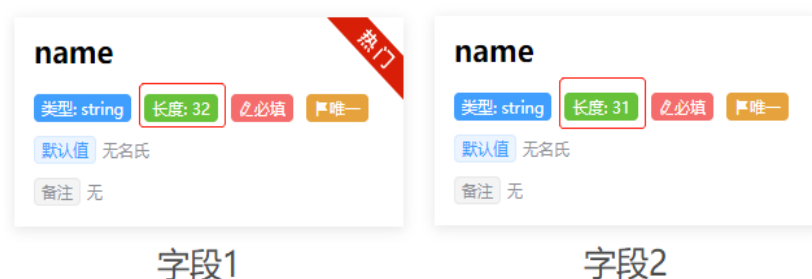 name
热门
类型: string 长度: 32 必填 唯一
默认值 无名氏
备注 无
字段1
name
类型: string 长度: 31 必填 唯一
默认值 无名氏
备注 无
字段2